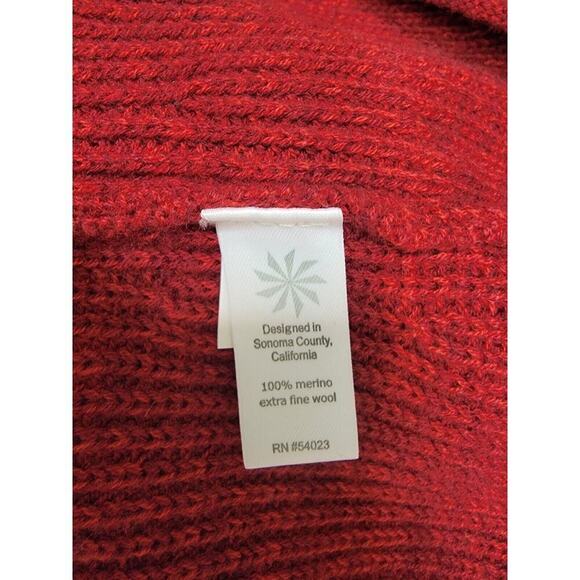 Designed in
Sonoma County,
California
100% merino
extra fine wool
RN #54023